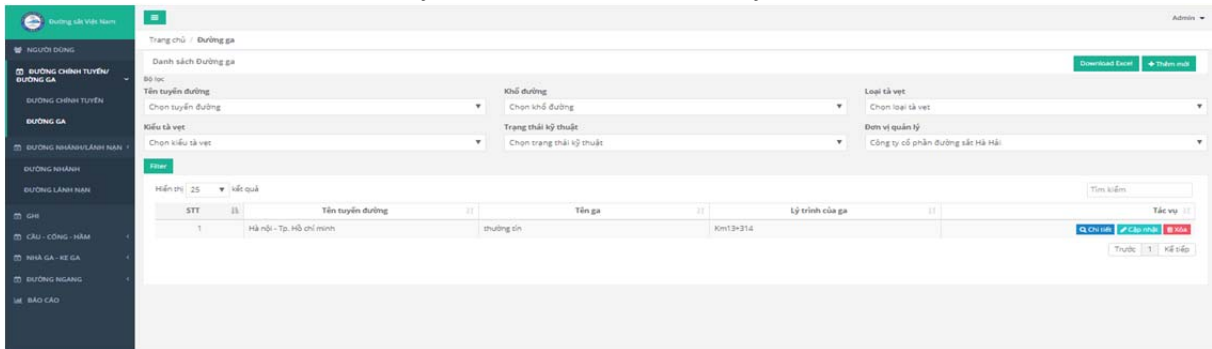 Đường sắt Việt Nam
Admin
NGƯỜI DÙNG
ĐƯỜNG CHÍNH TUYẾN/
ĐƯỜNG GA
ĐƯỜNG CHÍNH TUYẾN
ĐƯỜNG GA
ĐƯỜNG NHÁNH/LÁNH NẠN
ĐƯỜNG NHÁNH
ĐƯỜNG LÁNH NẠN
GHI
CẦU - CỐNG - HẦM
NHÀ GA - KE GA
ĐƯỜNG NGANG
BÁO CÁO
Trang chủ / Đường ga
Danh sách Đường ga
Download Excel + Thêm mới
Bộ lọc
Tên tuyến đường Khổ đường Loại tà vẹt
Chọn tuyến đường Chọn khổ đường Chọn loại tà vẹt
Kiểu tà vẹt Trạng thái kỹ thuật Đơn vị quản lý
Chọn kiểu tà vẹt Chọn trạng thái kỹ thuật Công ty cổ phần đường sắt Hà Hải.
Filter
Hiển thị 25 kết quả Tìm kiếm
STT Tên tuyến đường Tên ga Lý trình của ga Tác vụ
1 Hà nội - Tp. Hồ chí minh thường tín Km13+314 Chi tiết Cập nhật Xóa
Trước 1 Kế tiếp